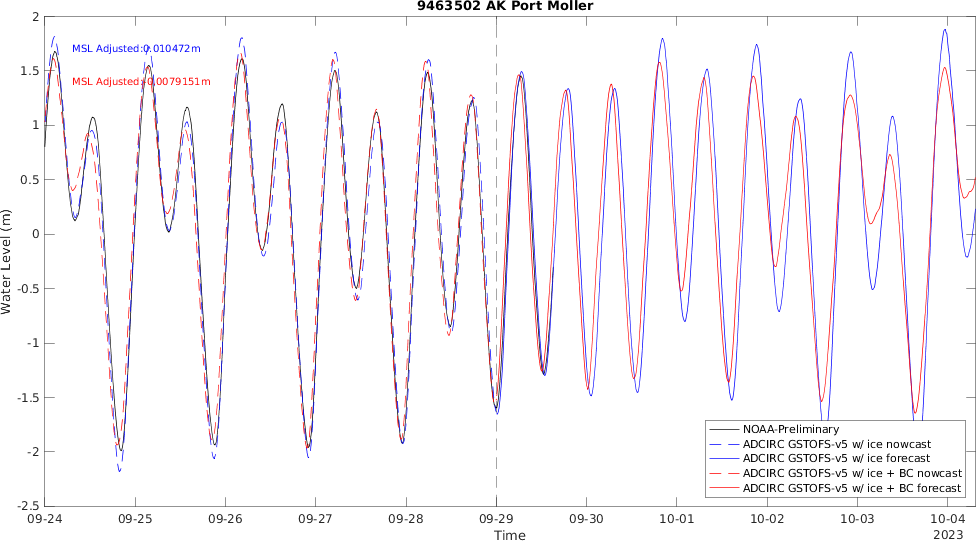 9463502 AK Port Moller
MSL Adjusted:0.010472m
MSL Adjusted:-0.0079151m
Water Level (m)
2
1.5
1
0.5
0
-0.5
-1
-1.5
-2
-2.5
NOAA-Preliminary
ADCIRC GSTOFS-v5 w/ ice nowcast
ADCIRC GSTOFS-v5 w/ ice forecast
ADCIRC GSTOFS-v5 w/ ice + BC nowcast
ADCIRC GSTOFS-v5 w/ ice + BC forecast
09-24 09-25 09-26 09-27 09-28 09-29 09-30 10-01 10-02 10-03 10-04
Time
2023